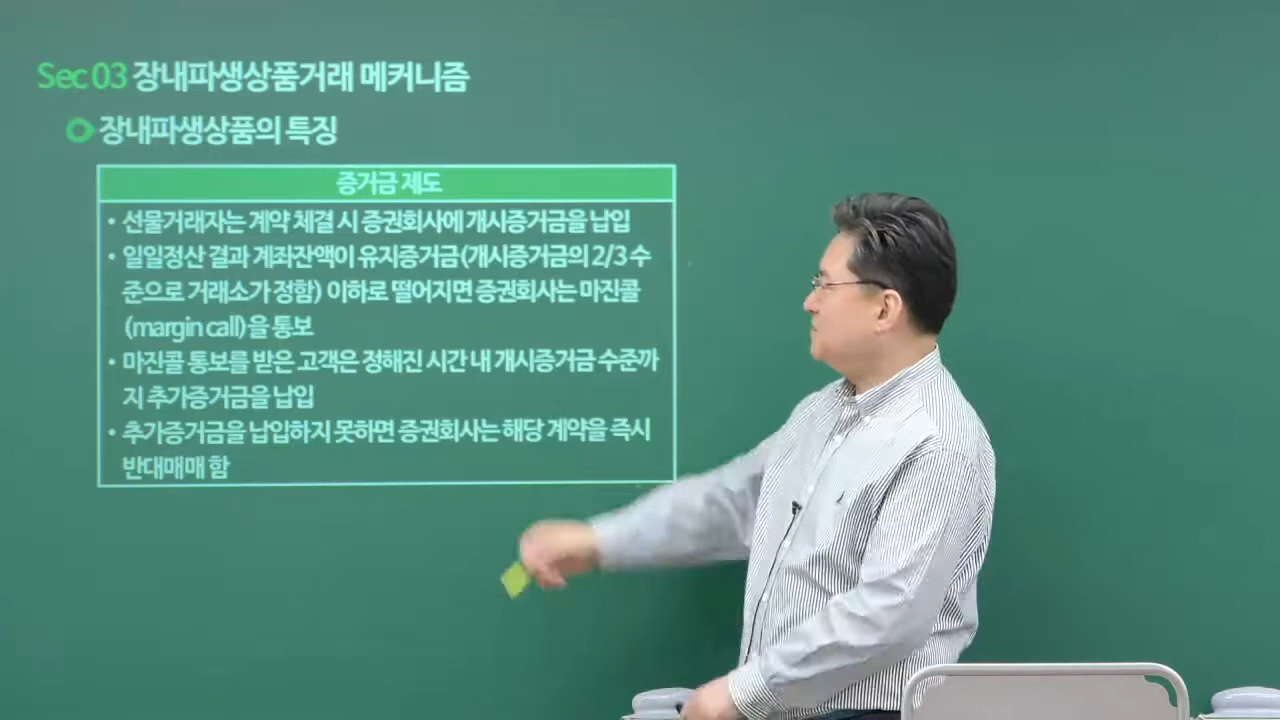 Sec 03 장내파생상품거래 메커니즘
장내파생상품의 특징
증거금 제도
• 선물거래자는 계약 체결 시 증권회사에 개시증거금을 납입
• 일일정산 결과 계좌잔액이 유지증거금(개시증거금의 2/3 수
준으로 거래소가 정함) 이하로 떨어지면 증권회사는 마진콜
(margin call)을 통보
• 마진콜 통보를 받은 고객은 정해진 시간 내 개시증거금 수준까
지 추가증거금을 납입
• 추가증거금을 납입하지 못하면 증권회사는 해당 계약을 즉시
반대매매 함